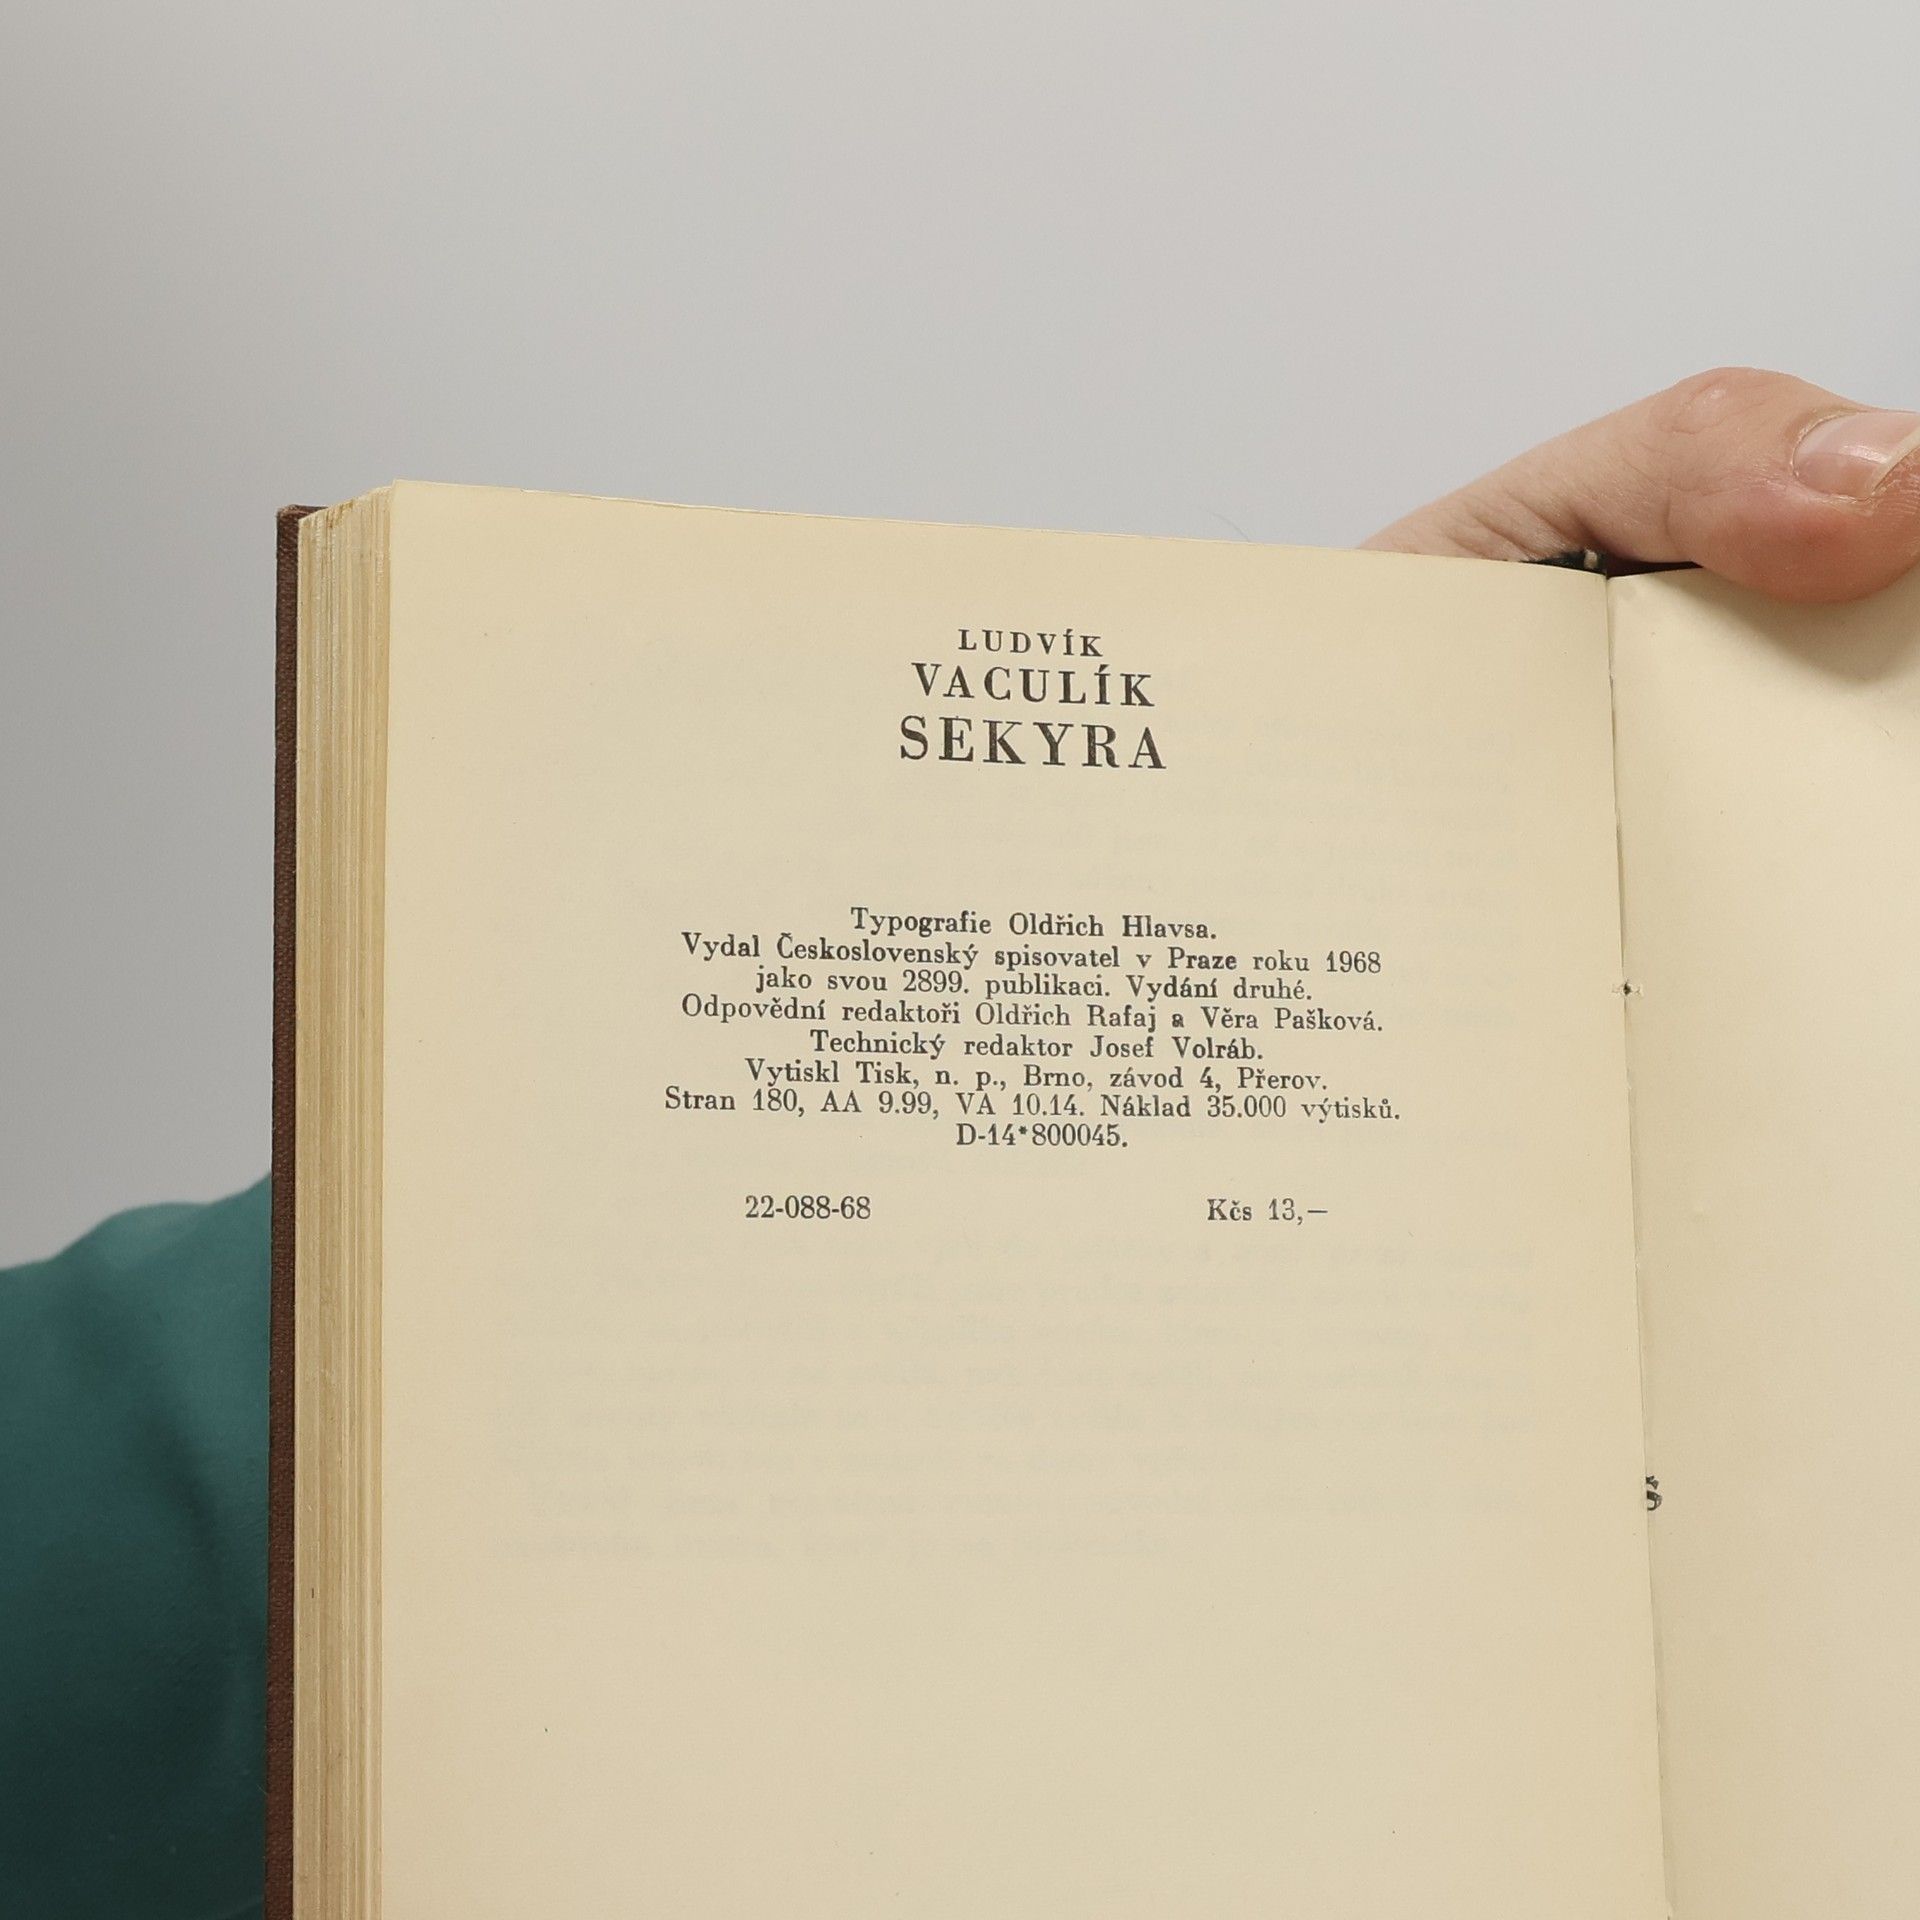 LUDVÍK
VACULÍK
SEKYRA
Typografie Oldřich Hlavsa.
Vydal Československý spisovatel v Praze roku 1968
jako svou 2899. publikaci. Vydání druhé.
Odpovědní redaktoři Oldřich Rafaj a Věra Pašková.
Technický redaktor Josef Volráb.
Vytiskl Tisk, n. p., Brno, závod 4, Přerov.
Stran 180, AA 9.99, VA 10.14. Náklad 35.000 výtisků.
D-14*800045.
22-088-68 Kčs 13,—